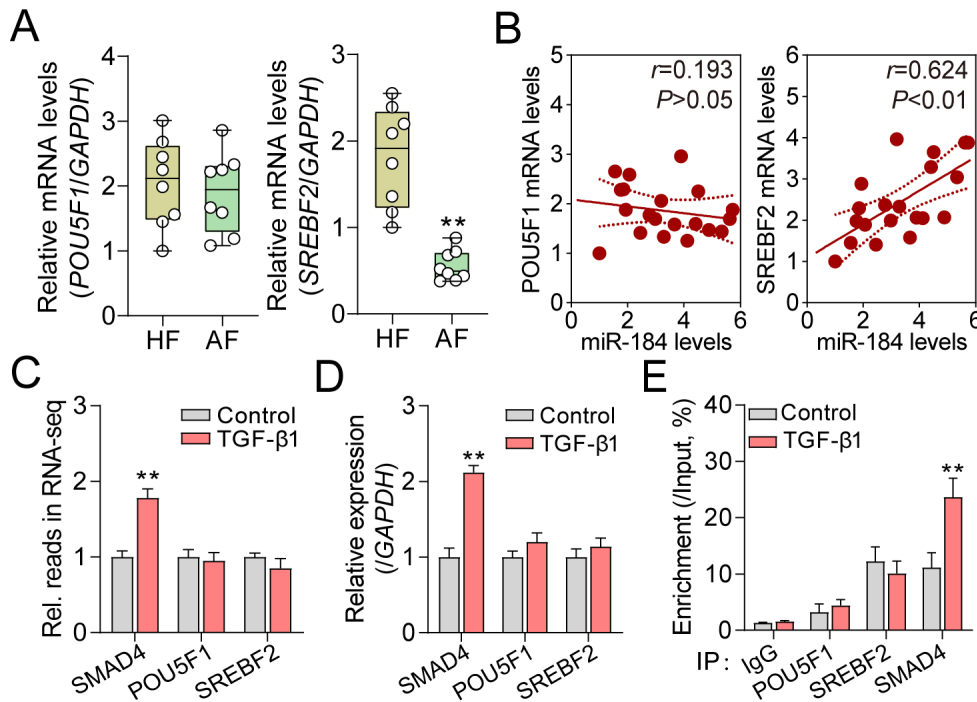 A
Relative mRNA levels
(POU5F1/GAPDH)
4
3
2
1
0
HF
AF
Relative mRNA levels
(SREBF2/GAPDH)
3
2
1
0
**
HF
AF
B
POU5F1 mRNA levels
5
4
3
2
1
0
r=0.193
P>0.05
0 2 4 6
miR-184 levels
SREBF2 mRNA levels
6
5
4
3
2
1
0
r=0.624
P<0.01
0 2 4 6
miR-184 levels
C
Rel. reads in RNA-seq
3
2
1
0
Control
TGF-β1
**
SMAD4
POU5F1
SREBF2
D
Relative expression
(/GAPDH)
3
2
1
0
Control
TGF-β1
**
SMAD4
POU5F1
SREBF2
E
Enrichment (/Input, %)
40
30
20
10
0
Control
TGF-β1
**
IP:
IgG
POU5F1
SREBF2
SMAD4